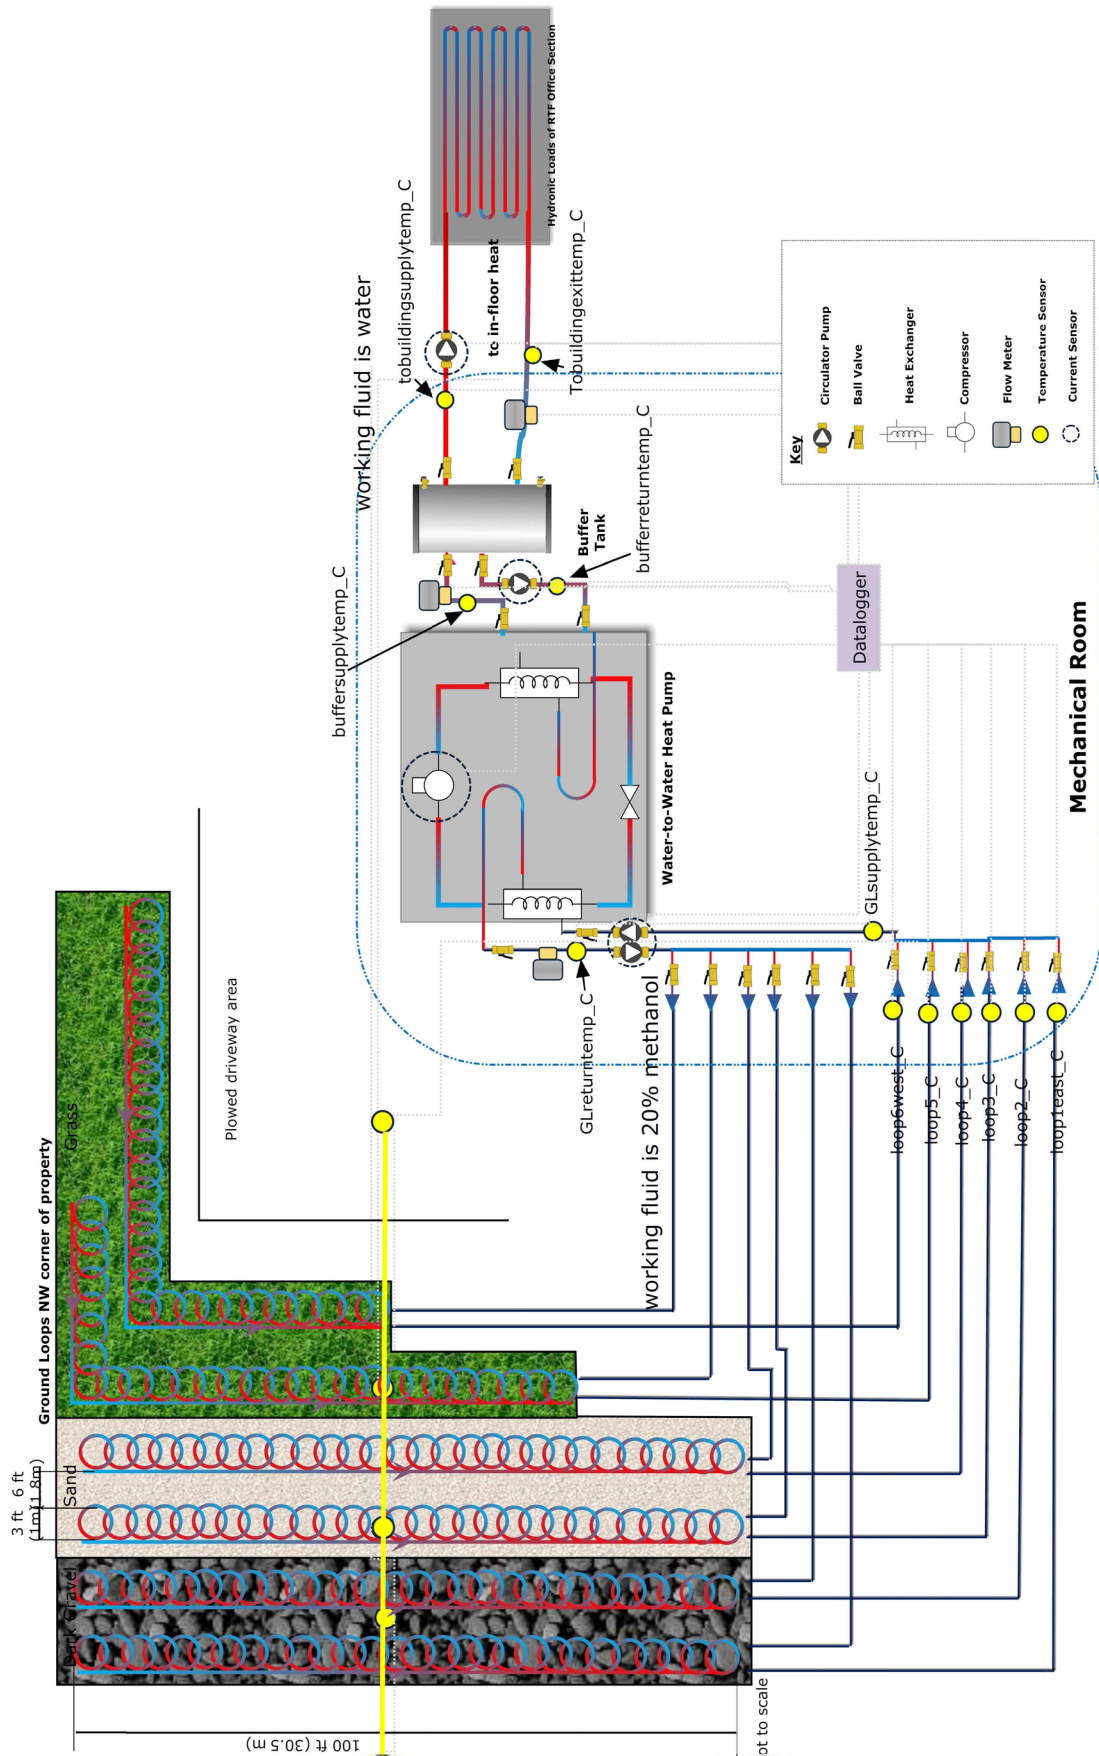 Hydronic Loads of RTF Office Section
to in-floor heat
tobuildingsupplytemp_C
Tobuildingexittemp_C
working fluid is water
Key
Circulator Pump
Ball Valve
Heat Exchanger
Compressor
Flow Meter
Temperature Sensor
Current Sensor
Buffer
Tank
buffersupplytemp_C
bufferreturntemp_C
Datalogger
Water-to-Water Heat Pump
Mechanical Room
GLsupplytemp_C
GLreturntemp_C
working fluid is 20% methanol
loop6west_C
loop5_C
loop4_C
loop3_C
loop2_C
loop1east_C
Plowed driveway area
Ground Loops NW corner of property
Grass
Sand
Dark Gravel
6 ft
(1.8m)
3 ft
(1m)
100 ft (30.5 m)
ot to scale